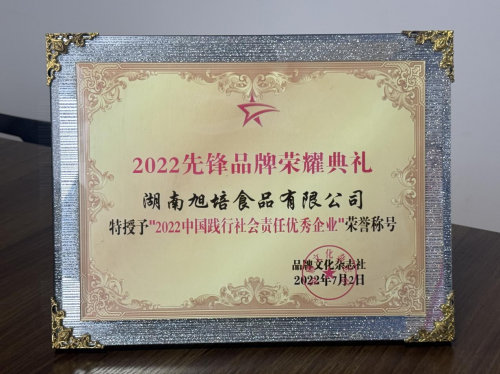 2022先锋品牌荣耀典礼
湖南旭培食品有限公司
特授予"2022中国践行社会责任优秀企业"荣誉称号
品牌文化杂志社
2022年7月2日